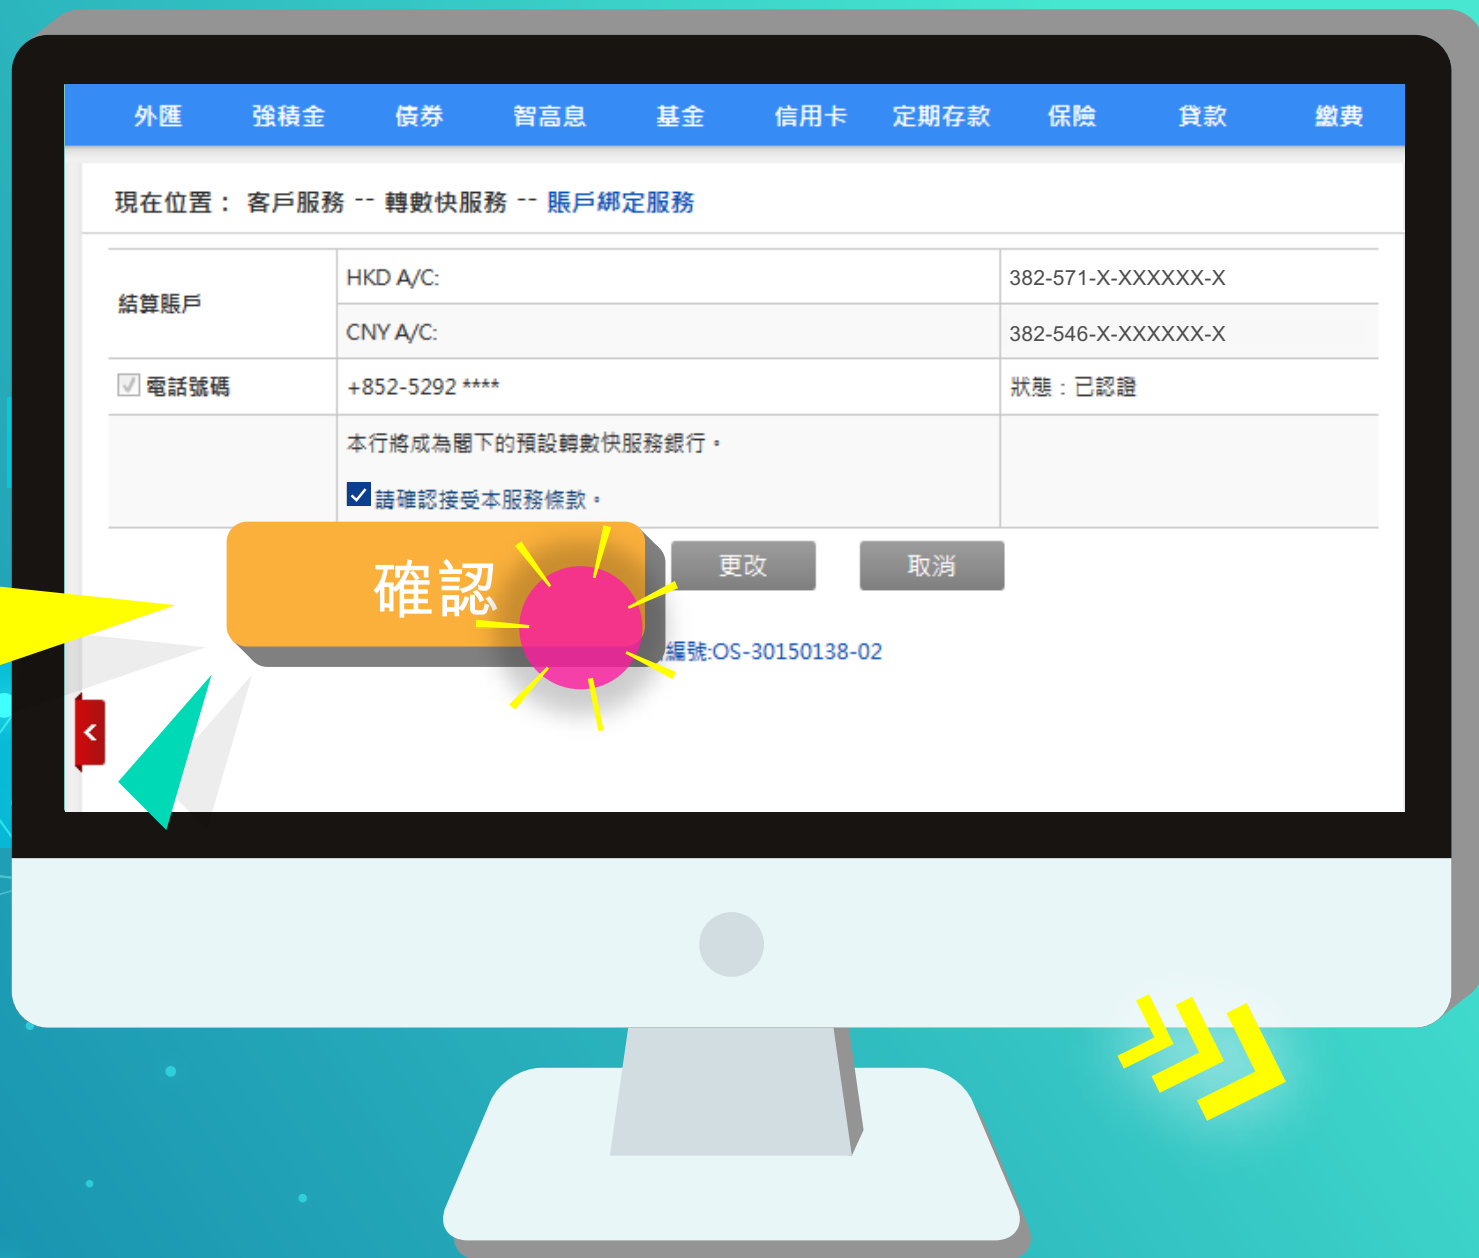 外匯 強積金 債券 智高息 基金 信用卡 定期存款 保險 貸款 繳費
現在位置： 客戶服務 -- 轉數快服務 -- 賬戶綁定服務
結算賬戶
HKD A/C: 382-571-X-XXXXXX-X
CNY A/C: 382-546-X-XXXXXX-X
電話號碼 +852-5292 **** 狀態：已認證
本行將成為閣下的預設轉數快服務銀行。
請確認接受本服務條款。
確認 更改 取消
編號:OS-30150138-02